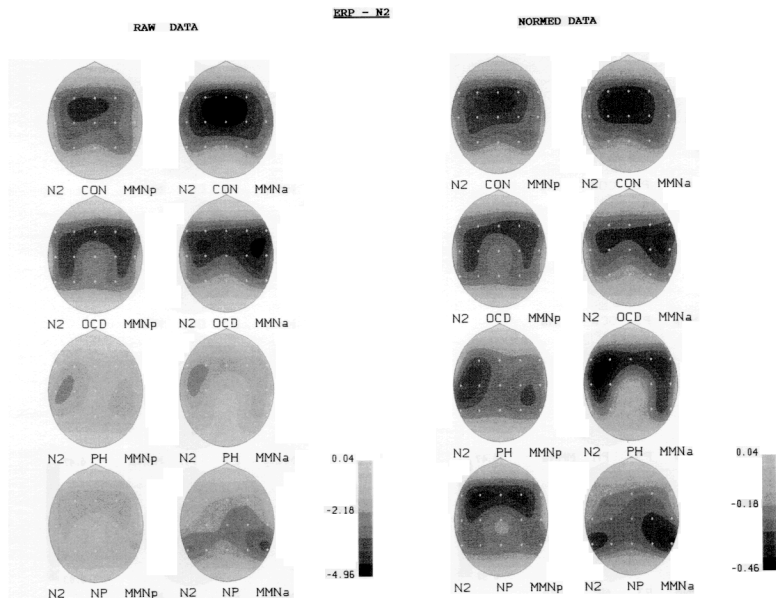 ERP - N2
RAW DATA
NORMED DATA
N2 CON MMNp N2 CON MMNa
N2 CON MMNp N2 CON MMNa
N2 OCD MMNp N2 OCD MMNa
N2 OCD MMNp N2 OCD MMNa
N2 PH MMNp N2 PH MMNa
N2 PH MMNp N2 PH MMNa
0.04
-2.18
-4.96
0.04
-0.18
-0.46
N2 NP MMNp N2 NP MMNa
N2 NP MMNp N2 NP MMNa